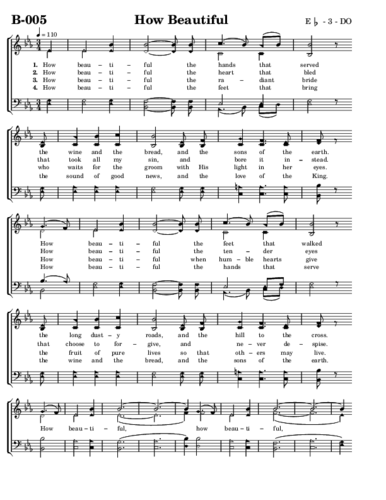 B-005 How Beautiful E♭ - 3 - DO
♩ = 110
1. How beau – ti – ful the hands that served
2. How beau – ti – ful the heart that bled
3. How beau – ti – ful the ra – diant bride
4. How beau – ti – ful the feet that bring
the wine and the bread, and the sons of the earth.
that took all my sin, and bore it in – stead.
who waits for the groom with His light in her eyes.
the sound of good news, and the love of the King.
How beau – ti – ful the feet that walked
How beau – ti – ful the ten – der eyes
How beau – ti – ful when hum – ble hearts give
How beau – ti – ful the hands that serve
the long dust – y roads, and the hill to the cross.
that choose to for – give, and ne – ver de – spise.
the fruit of pure lives so that oth – ers may live.
the wine and the bread, and the sons of the earth.
How beau – ti – ful, how beau – ti – ful,